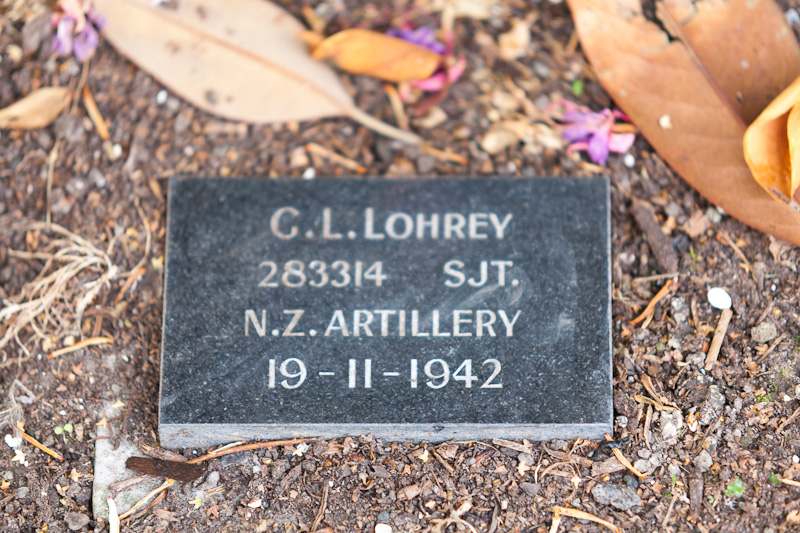 C.L.LOHREY
283314 SJT.
N.Z.ARTILLERY
19-11-1942